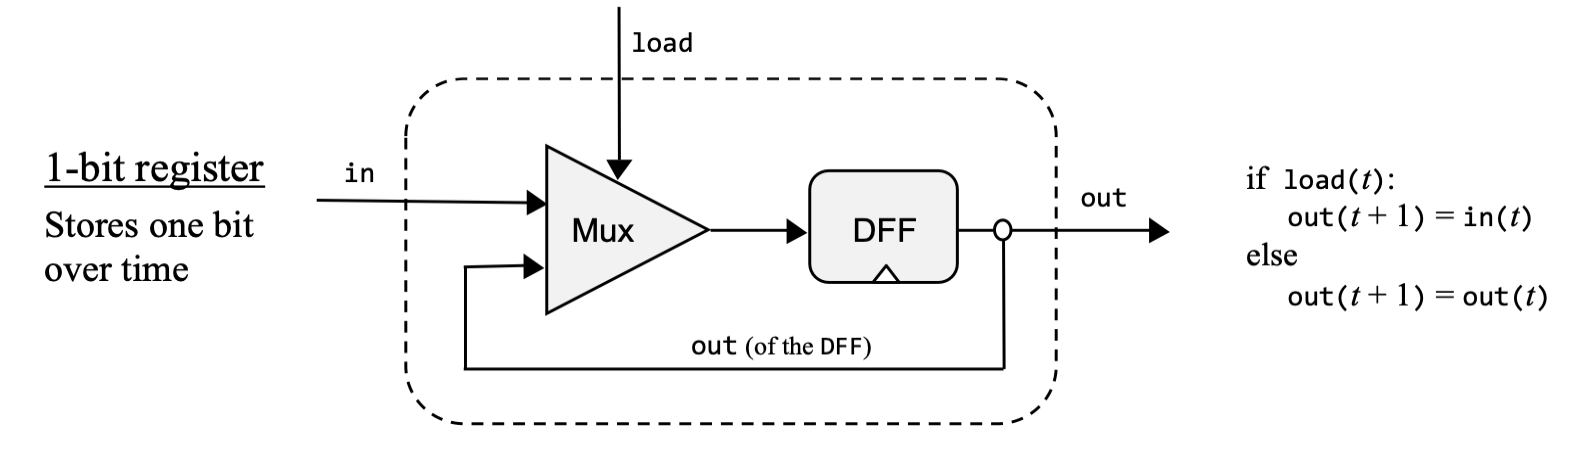 load
1-bit register
Stores one bit
over time
in
Mux
DFF
out
out (of the DFF)
if load(t):
out(t + 1) = in(t)
else
out(t + 1) = out(t)